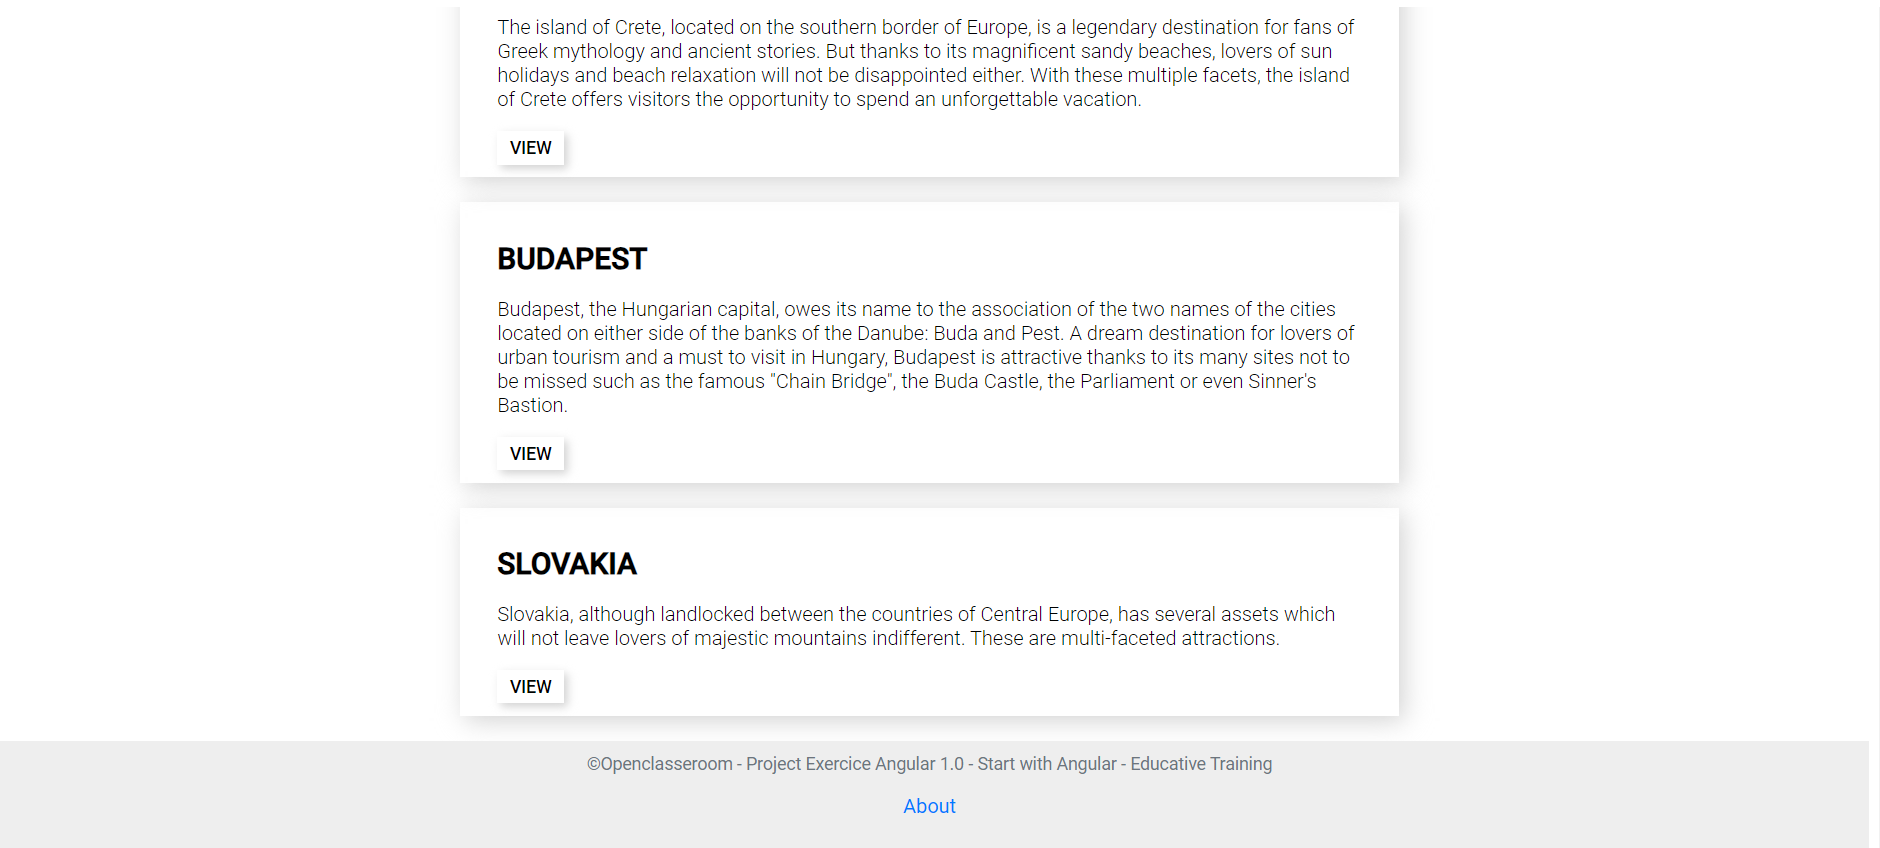 The island of Crete, located on the southern border of Europe, is a legendary destination for fans of
Greek mythology and ancient stories. But thanks to its magnificent sandy beaches, lovers of sun
holidays and beach relaxation will not be disappointed either. With these multiple facets, the island
of Crete offers visitors the opportunity to spend an unforgettable vacation.
VIEW
BUDAPEST
Budapest, the Hungarian capital, owes its name to the association of the two names of the cities
located on either side of the banks of the Danube: Buda and Pest. A dream destination for lovers of
urban tourism and a must to visit in Hungary, Budapest is attractive thanks to its many sites not to
be missed such as the famous "Chain Bridge", the Buda Castle, the Parliament or even Sinner's
Bastion.
VIEW
SLOVAKIA
Slovakia, although landlocked between the countries of Central Europe, has several assets which
will not leave lovers of majestic mountains indifferent. These are multi-faceted attractions.
VIEW
©Openclasseroom - Project Exercice Angular 1.0 - Start with Angular - Educative Training
About